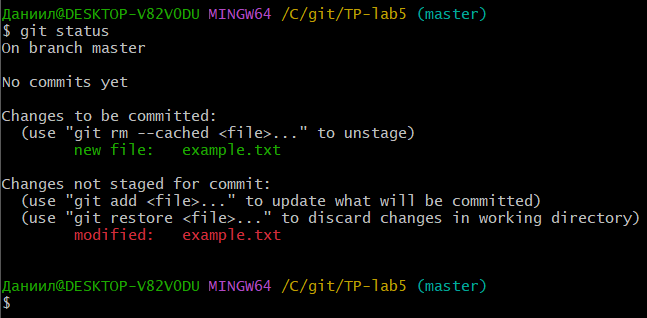 Даниил@DESKTOP-V82V0DU MINGW64 /C/git/TP-lab5 (master)
$ git status
On branch master
No commits yet
Changes to be committed:
  (use "git rm --cached <file>..." to unstage)
        new file:   example.txt
Changes not staged for commit:
  (use "git add <file>..." to update what will be committed)
  (use "git restore <file>..." to discard changes in working directory)
        modified:   example.txt
Даниил@DESKTOP-V82V0DU MINGW64 /C/git/TP-lab5 (master)
$